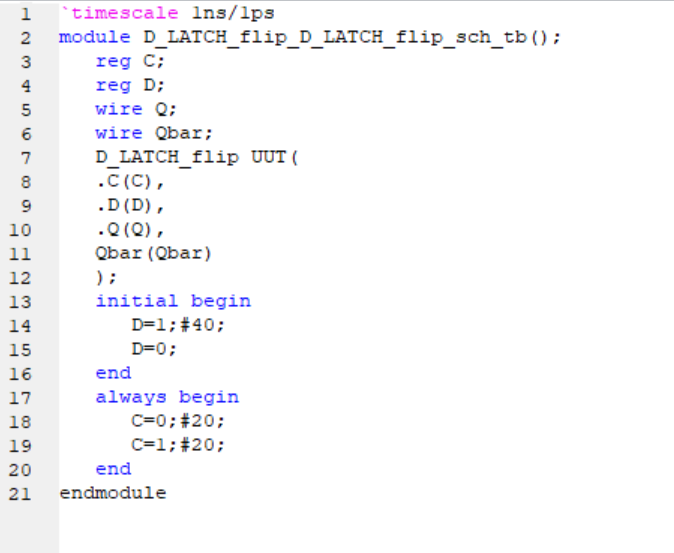 1 `timescale 1ns/1ps
2 module D_LATCH_flip_D_LATCH_flip_sch_tb();
3 reg C;
4 reg D;
5 wire Q;
6 wire Qbar;
7 D_LATCH_flip UUT(
8 .C(C),
9 .D(D),
10 .Q(Q),
11 Qbar(Qbar)
12 );
13 initial begin
14 D=1;#40;
15 D=0;
16 end
17 always begin
18 C=0;#20;
19 C=1;#20;
20 end
21 endmodule